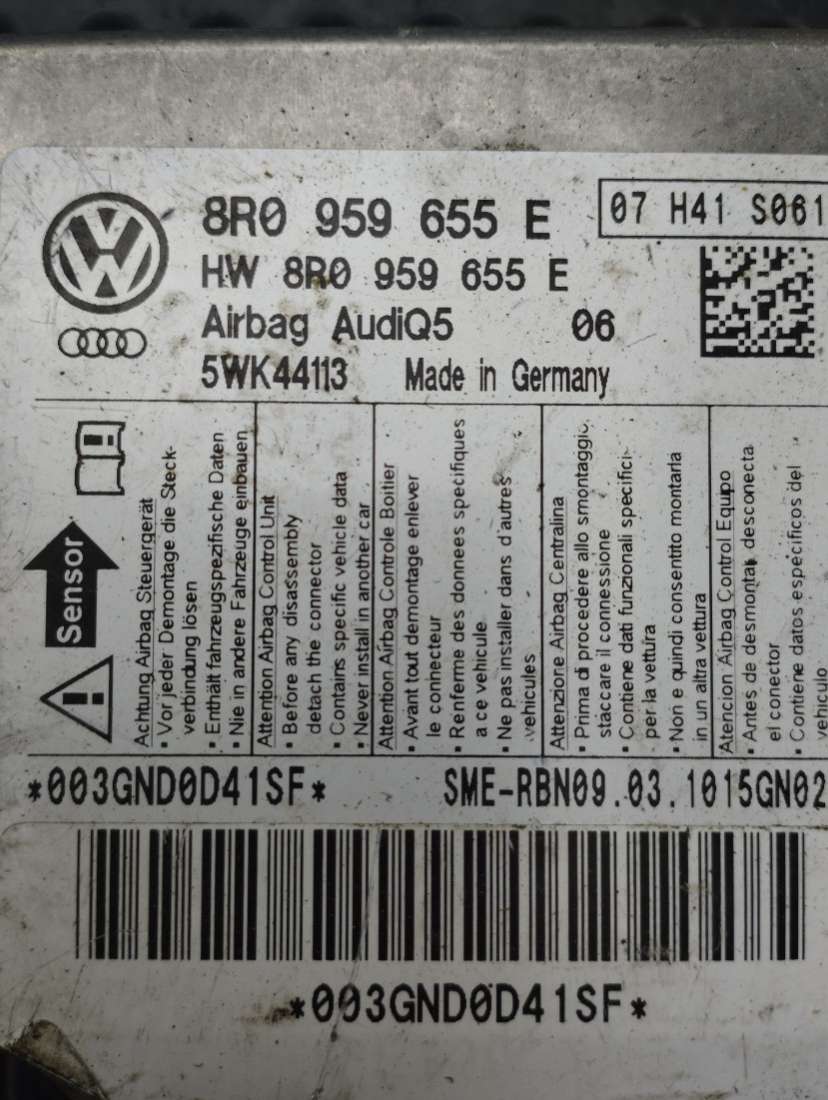 8R0 959 655 E
07 H41 S061
HW 8R0 959 655 E
Airbag AudiQ5 06
5WK44113 Made in Germany
Sensor
Achtung Airbag Steuergerät
• Vor jeder Demontage die Steck-
verbindung lösen
• Enthält fahrzeugspezifische Daten
• Nie in andere Fahrzeuge einbauen
Attention Airbag Control Unit
• Before any disassembly
detach the connector
• Contains specific vehicle data
• Never install in another car
Attention Airbag Controle Boitier
• Avant tout demontage enlever
le connecteur
• Renferme des donnees specifiques
a ce vehicule
• Ne pas installer dans d'autres
vehicules
Attenzione Airbag Centralina
• Prima di procedere allo smontaggio,
staccare il connessione
• Contiene dati funzionali specifici
per la vettura
• Non e quindi consentito montarla
in un altra vettura
Atencion Airbag Control Equipo
• Antes de desmontar, desconecta
el conector
• Contiene datos especificos del
vehiculo
*003GND0D41SF* SME-RBN09.03.1015GN02
*003GND0D41SF*